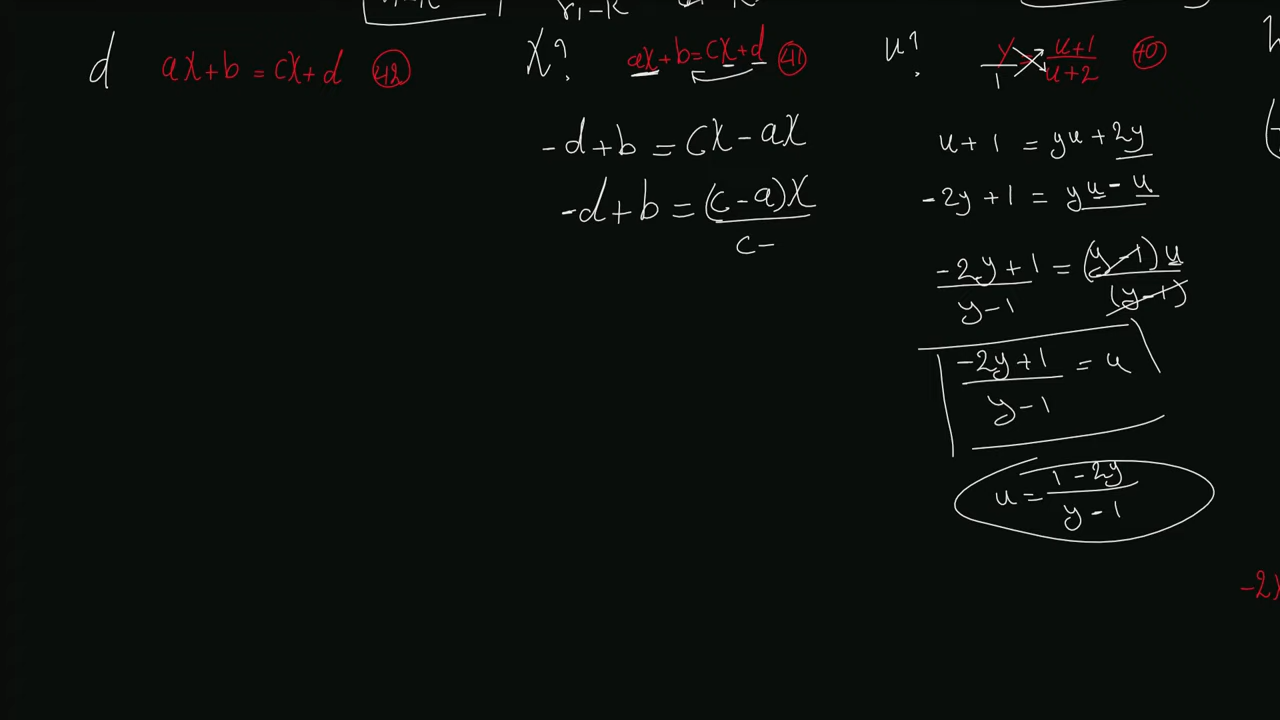 d ax+b=cx+d 42
x? ax+b=cx+d 41
-d+b=cx-ax
-d+b=(c-a)x
c-
u? y/1=u+1/u+2 40
u+1=yu+2y
-2y+1=yu-u
-2y+1/y-1=(y-1)u/(y-1)
-2y+1/y-1=u
u=1-2y/y-1